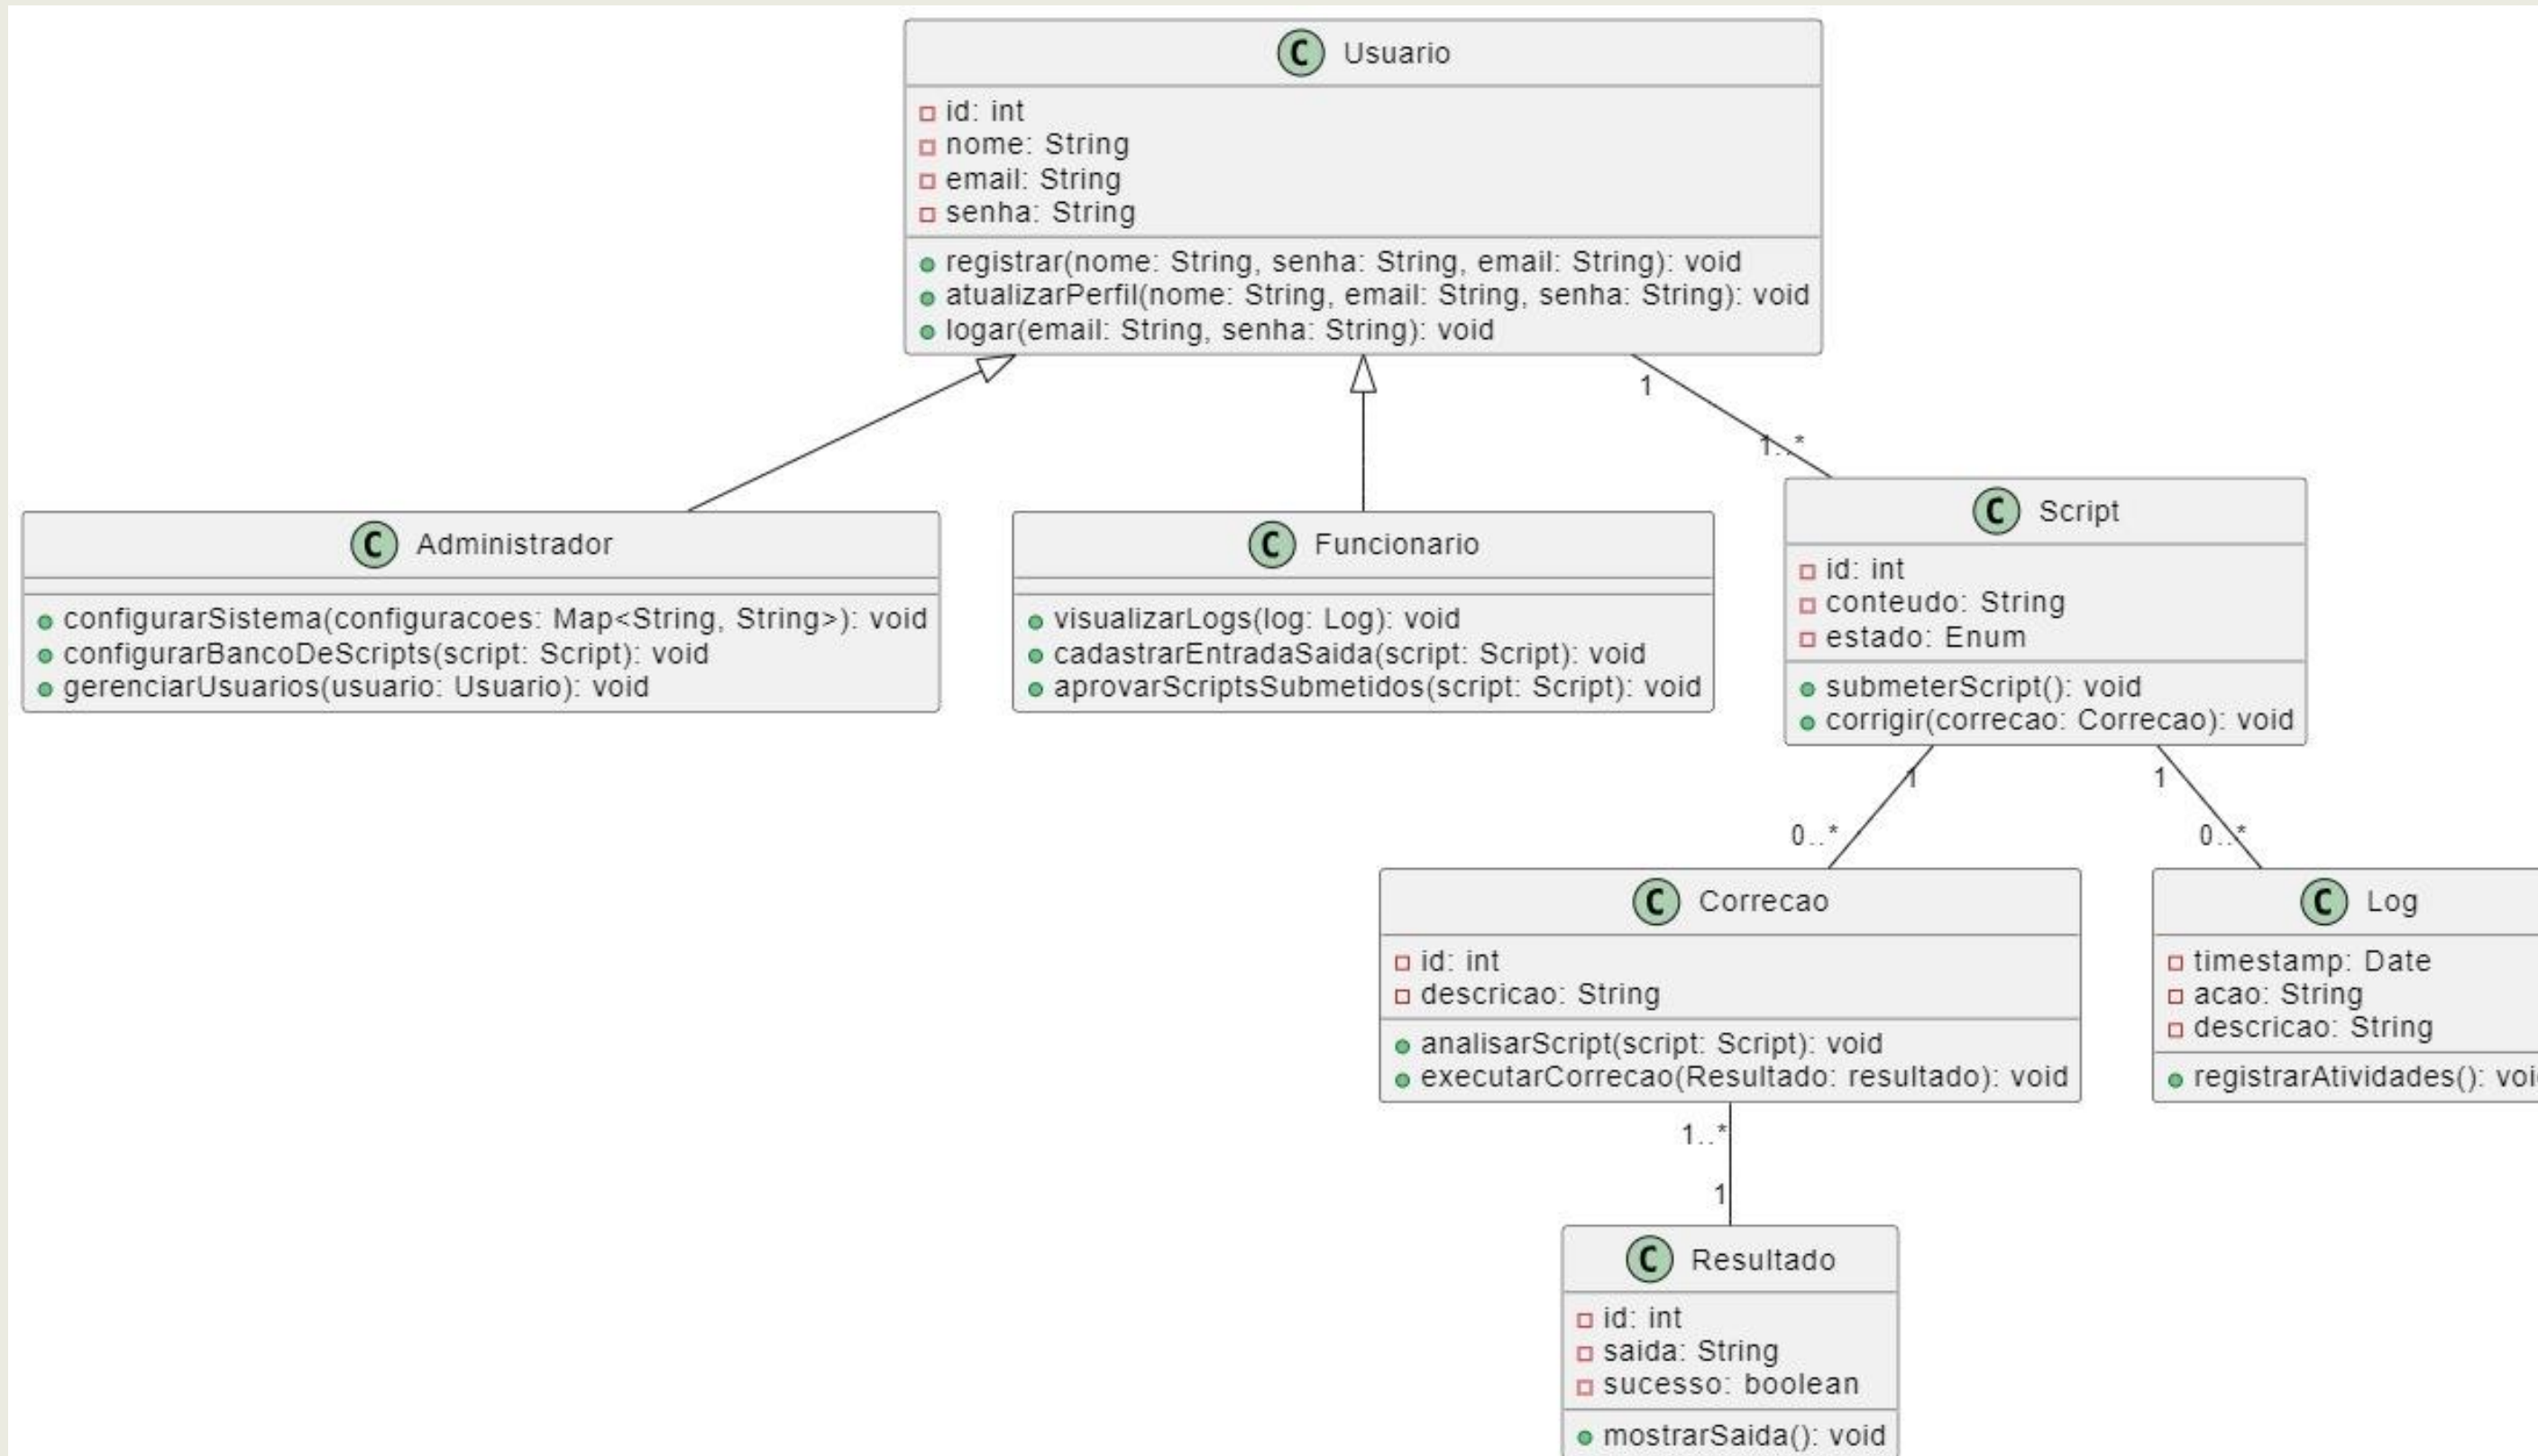 C Usuario
id: int
nome: String
email: String
senha: String
registrar(nome: String, senha: String, email: String): void
atualizarPerfil(nome: String, email: String, senha: String): void
logar(email: String, senha: String): void
1
1..*
C Administrador
configurarSistema(configuracoes: Map<String, String>): void
configurarBancoDeScripts(script: Script): void
gerenciarUsuarios(usuario: Usuario): void
C Funcionario
visualizarLogs(log: Log): void
cadastrarEntradaSaida(script: Script): void
aprovarScriptsSubmetidos(script: Script): void
C Script
id: int
conteudo: String
estado: Enum
submeterScript(): void
corrigir(correcao: Correcao): void
1
1
0..*
0..*
C Correcao
id: int
descricao: String
analisarScript(script: Script): void
executarCorrecao(Resultado: resultado): void
C Log
timestamp: Date
acao: String
descricao: String
registrarAtividades(): voi
1..*
1
C Resultado
id: int
saida: String
sucesso: boolean
mostrarSaida(): void